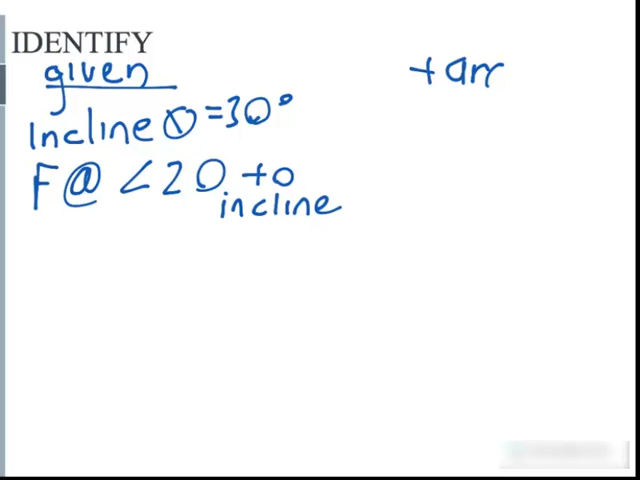 IDENTIFY
given
Incline θ = 30°
F @ < 20 to
incline